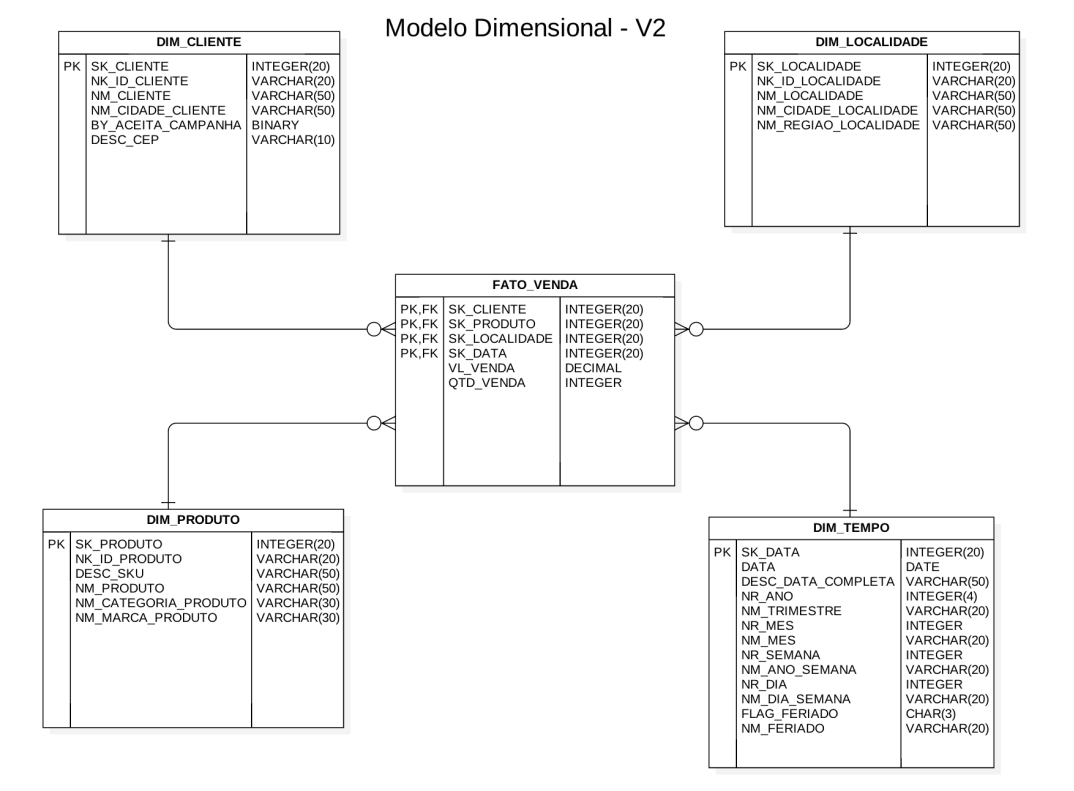 Modelo Dimensional - V2
DIM_CLIENTE
PK SK_CLIENTE INTEGER(20)
NK_ID_CLIENTE VARCHAR(20)
NM_CLIENTE VARCHAR(50)
NM_CIDADE_CLIENTE VARCHAR(50)
BY_ACEITA_CAMPANHA BINARY
DESC_CEP VARCHAR(10)
DIM_LOCALIDADE
PK SK_LOCALIDADE INTEGER(20)
NK_ID_LOCALIDADE VARCHAR(20)
NM_LOCALIDADE VARCHAR(50)
NM_CIDADE_LOCALIDADE VARCHAR(50)
NM_REGIAO_LOCALIDADE VARCHAR(50)
FATO_VENDA
PK,FK SK_CLIENTE INTEGER(20)
PK,FK SK_PRODUTO INTEGER(20)
PK,FK SK_LOCALIDADE INTEGER(20)
PK,FK SK_DATA INTEGER(20)
VL_VENDA DECIMAL
QTD_VENDA INTEGER
DIM_PRODUTO
PK SK_PRODUTO INTEGER(20)
NK_ID_PRODUTO VARCHAR(20)
DESC_SKU VARCHAR(50)
NM_PRODUTO VARCHAR(50)
NM_CATEGORIA_PRODUTO VARCHAR(30)
NM_MARCA_PRODUTO VARCHAR(30)
DIM_TEMPO
PK SK_DATA INTEGER(20)
DATA DATE
DESC_DATA_COMPLETA VARCHAR(50)
NR_ANO INTEGER(4)
NM_TRIMESTRE VARCHAR(20)
NR_MES INTEGER
NM_MES VARCHAR(20)
NR_SEMANA INTEGER
NM_ANO_SEMANA VARCHAR(20)
NR_DIA INTEGER
NM_DIA_SEMANA VARCHAR(20)
FLAG_FERIADO CHAR(3)
NM_FERIADO VARCHAR(20)